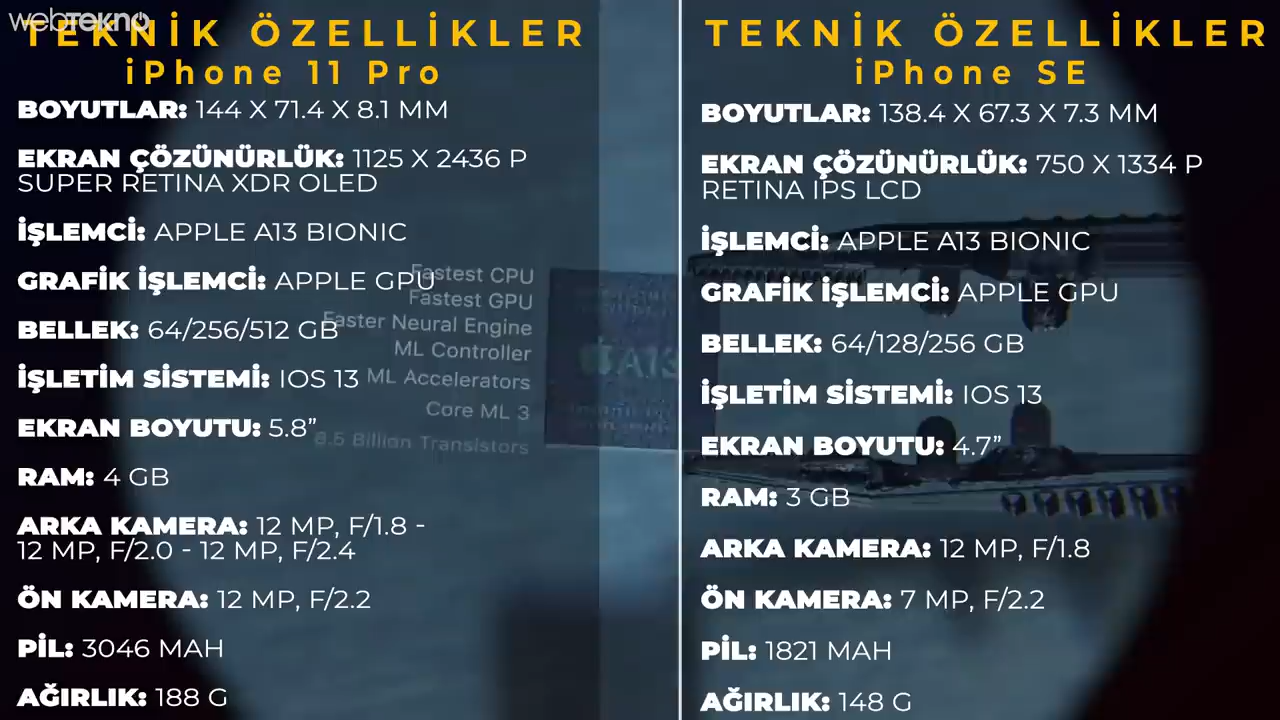 webtekno
TEKNİK ÖZELLİKLER
iPhone 11 Pro
BOYUTLAR: 144 X 71.4 X 8.1 MM
EKRAN ÇÖZÜNÜRLÜK: 1125 X 2436 P
SUPER RETINA XDR OLED
İŞLEMCİ: APPLE A13 BIONIC
GRAFİK İŞLEMCİ: APPLE GPU
BELLEK: 64/256/512 GB
İŞLETİM SİSTEMİ: IOS 13
EKRAN BOYUTU: 5.8”
RAM: 4 GB
ARKA KAMERA: 12 MP, F/1.8 -
12 MP, F/2.0 - 12 MP, F/2.4
ÖN KAMERA: 12 MP, F/2.2
PİL: 3046 MAH
AĞIRLIK: 188 G
Fastest CPU
Fastest GPU
Faster Neural Engine
ML Controller
ML Accelerators
Core ML 3
8.5 Billion Transistors
A13
TEKNİK ÖZELLİKLER
iPhone SE
BOYUTLAR: 138.4 X 67.3 X 7.3 MM
EKRAN ÇÖZÜNÜRLÜK: 750 X 1334 P
RETINA IPS LCD
İŞLEMCİ: APPLE A13 BIONIC
GRAFİK İŞLEMCİ: APPLE GPU
BELLEK: 64/128/256 GB
İŞLETİM SİSTEMİ: IOS 13
EKRAN BOYUTU: 4.7”
RAM: 3 GB
ARKA KAMERA: 12 MP, F/1.8
ÖN KAMERA: 7 MP, F/2.2
PİL: 1821 MAH
AĞIRLIK: 148 G